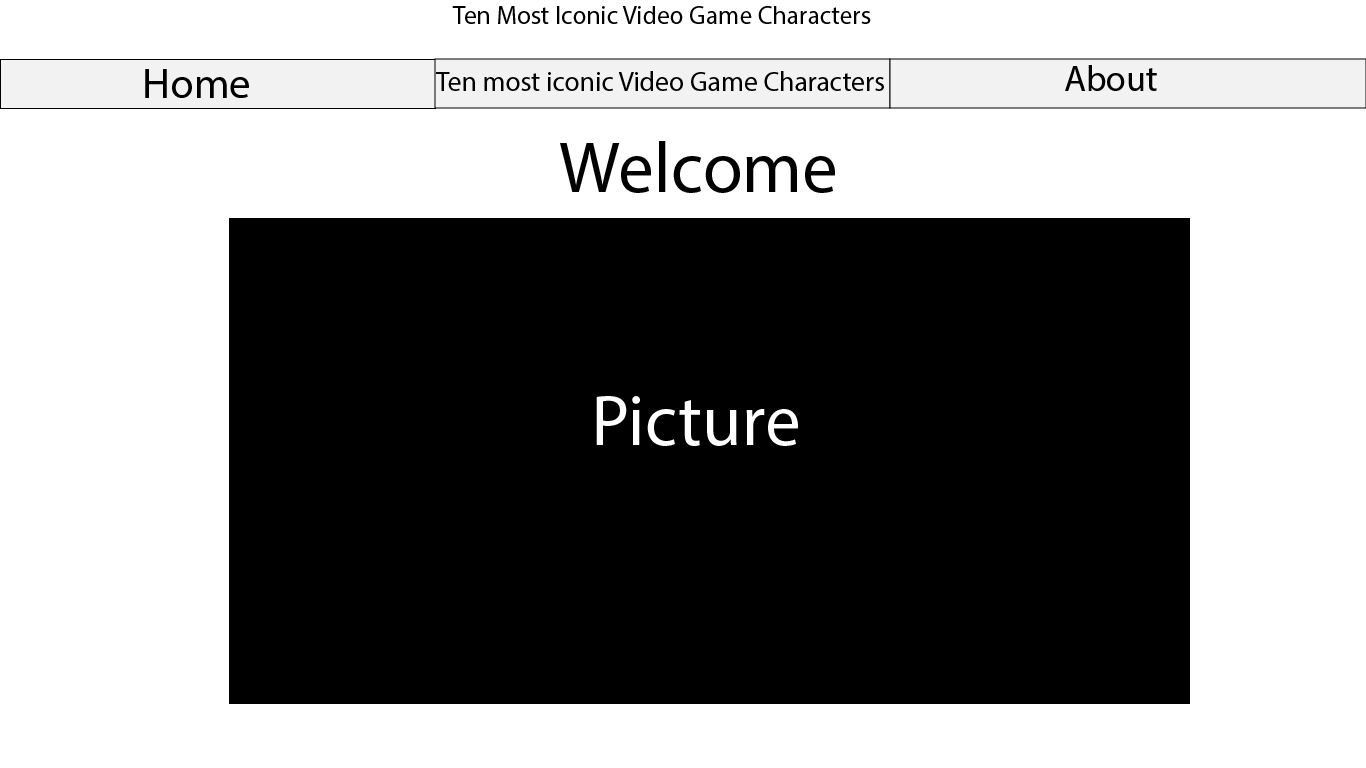 Ten Most Iconic Video Game Characters
Home
Ten most iconic Video Game Characters
About
Welcome
Picture